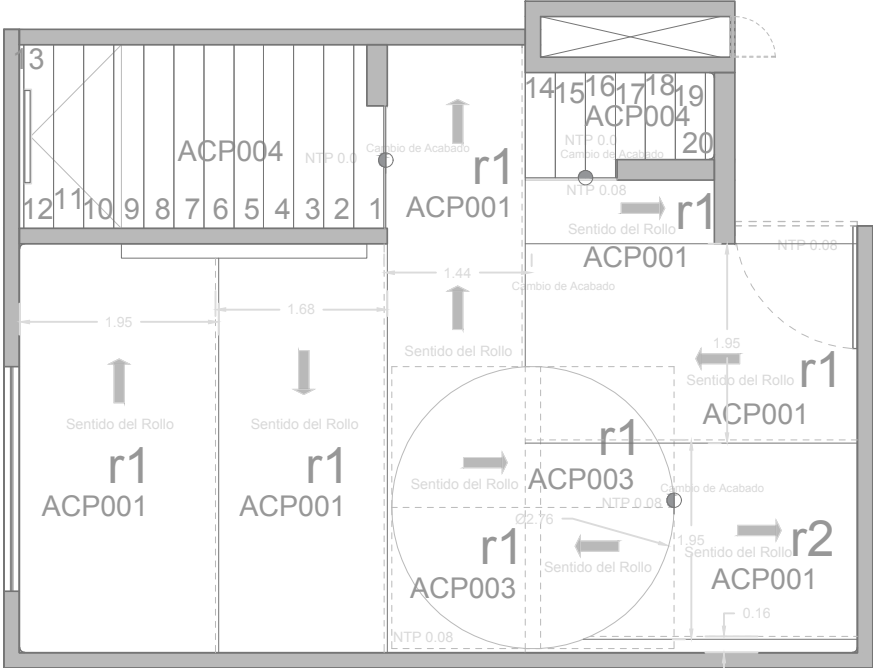 13
14
15
16
17
18
19
20
ACP004
NTP 0.0
Cambio de Acabado
NTP 0.08
ACP004
NTP 0.0
Cambio de Acabado
12
11
10
9
8
7
6
5
4
3
2
1
r1
ACP001
r1
Sentido del Rollo
ACP001
NTP 0.08
1.44
Cambio de Acabado
1.95
1.68
1.95
Sentido del Rollo
Sentido del Rollo
r1
ACP001
Sentido del Rollo
Sentido del Rollo
r1
ACP001
r1
ACP001
r1
Sentido del Rollo
ACP003
Cambio de Acabado
NTP 0.08
Ø2.76
1.95
r1
Sentido del Rollo
ACP003
Sentido del Rollo
r2
ACP001
0.16
NTP 0.08